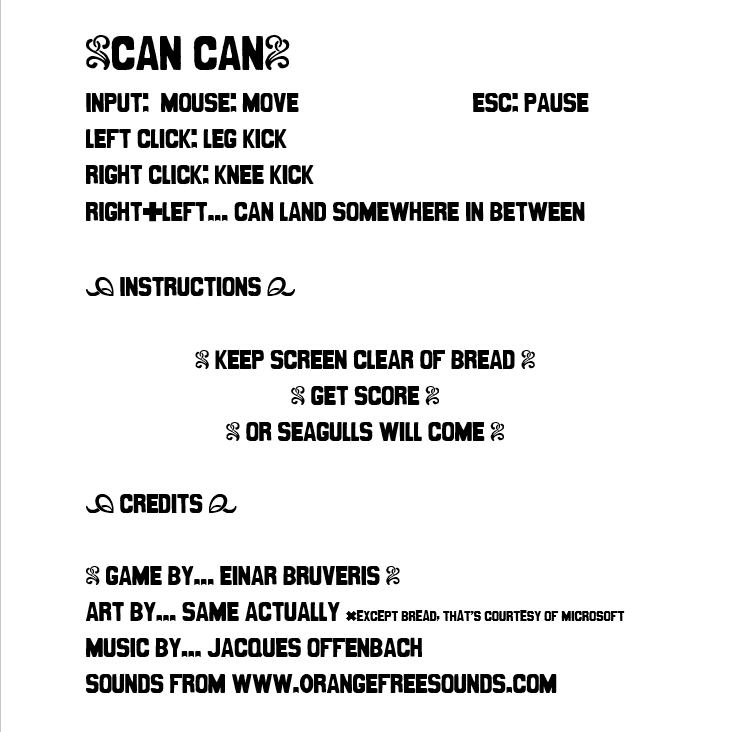 CAN CAN
INPUT: MOUSE: MOVE ESC: PAUSE
LEFT CLICK: LEG KICK
RIGHT CLICK: KNEE KICK
RIGHT+LEFT... CAN LAND SOMEWHERE IN BETWEEN
INSTRUCTIONS
KEEP SCREEN CLEAR OF BREAD
GET SCORE
OR SEAGULLS WILL COME
CREDITS
GAME BY... EINAR BRUVERIS
ART BY... SAME ACTUALLY *EXCEPT BREAD, THAT'S COURTESY OF MICROSOFT
MUSIC BY... JACQUES OFFENBACH
SOUNDS FROM WWW.ORANGEFREESOUNDS.COM